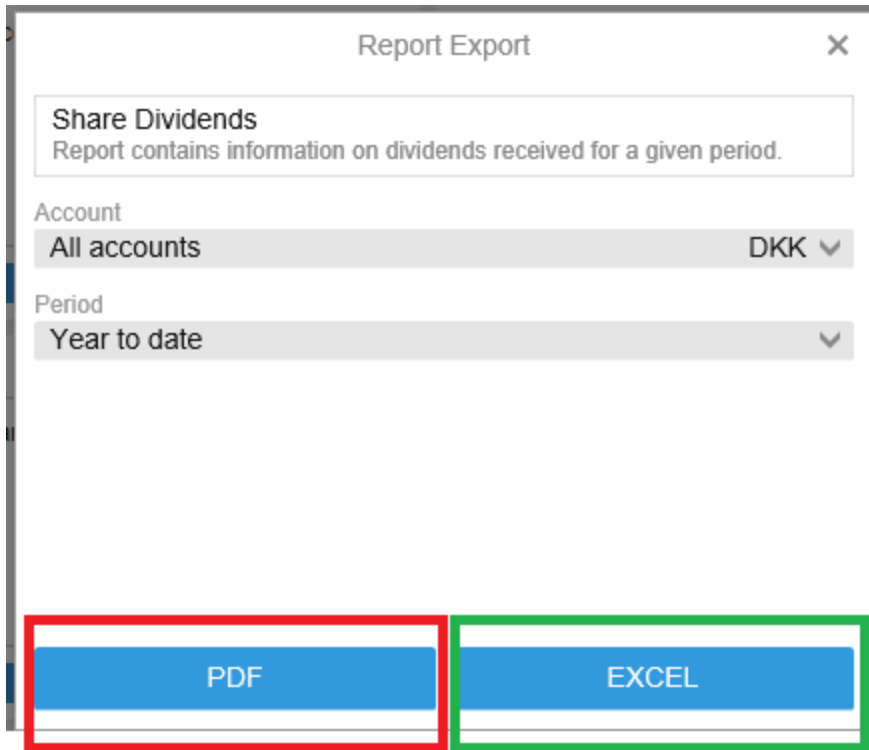 Report Export
Share Dividends
Report contains information on dividends received for a given period.
Account
All accounts DKK
Period
Year to date
PDF EXCEL